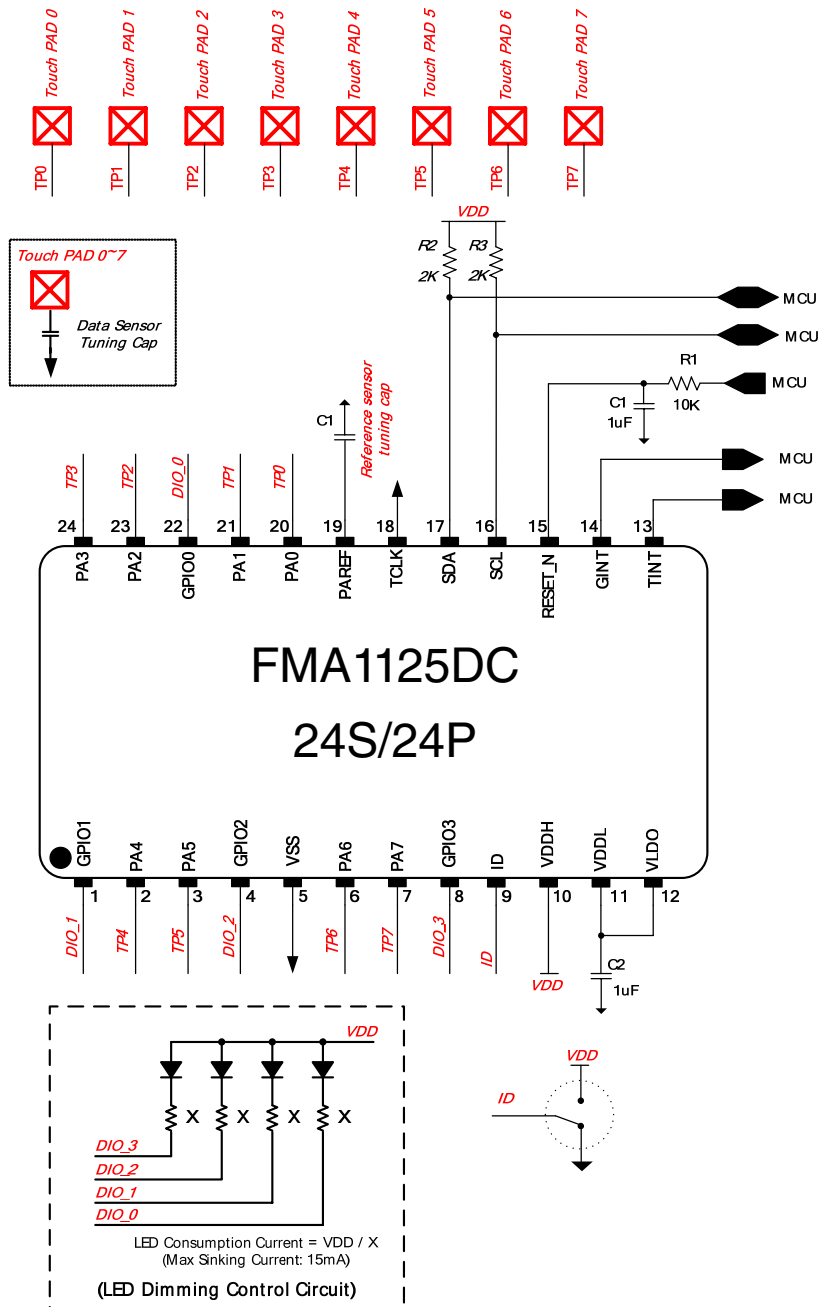 Touch PAD 0
Touch PAD 1
Touch PAD 2
Touch PAD 3
Touch PAD 4
Touch PAD 5
Touch PAD 6
Touch PAD 7
TP0
TP1
TP2
TP3
TP4
TP5
TP6
TP7
Touch PAD 0~7
Data Sensor
Tuning Cap
VDD
R2
2K
R3
2K
MCU
MCU
R1
10K
MCU
C1
1uF
MCU
MCU
C1
Reference sensor
tuning cap
TP3
TP2
DIO_0
TP1
TP0
24
23
22
21
20
19
18
17
16
15
14
13
PA3
PA2
GPIO0
PA1
PA0
PAREF
TCLK
SDA
SCL
RESET_N
GINT
TINT
FMA1125DC
24S/24P
GPIO1
PA4
PA5
GPIO2
VSS
PA6
PA7
GPIO3
ID
VDDH
VDDL
VLDO
1
2
3
4
5
6
7
8
9
10
11
12
DIO_1
TP4
TP5
DIO_2
TP6
TP7
DIO_3
ID
VDD
C2
1uF
VDD
X
X
X
X
DIO_3
DIO_2
DIO_1
DIO_0
LED Consumption Current = VDD / X
(Max Sinking Current: 15mA)
(LED Dimming Control Circuit)
VDD
ID